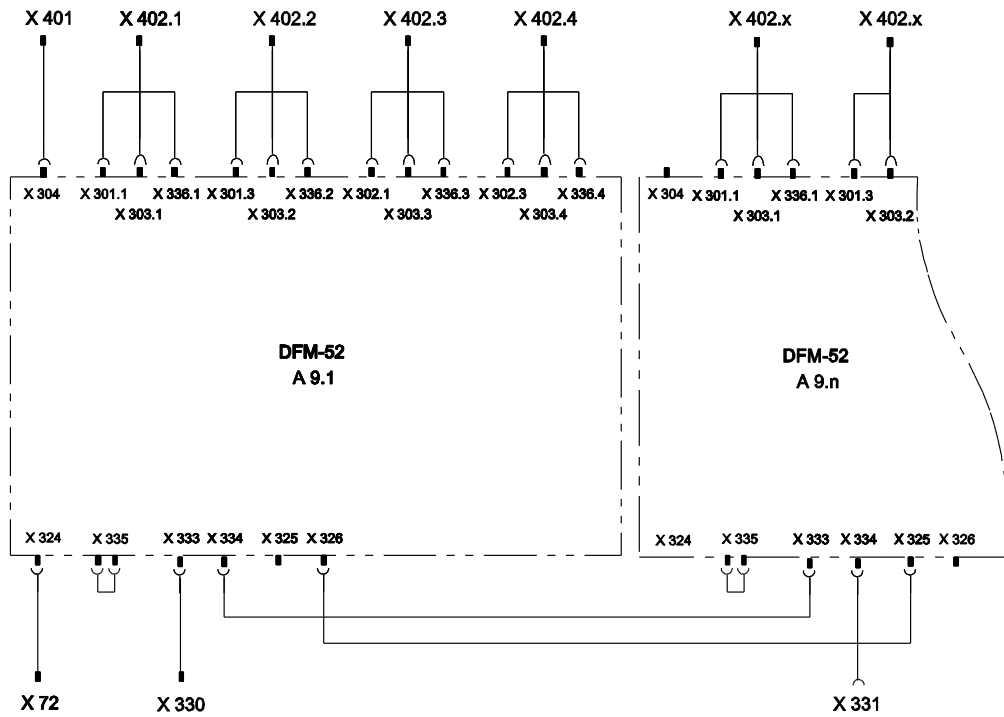 X 401 X 402.1 X 402.2 X 402.3 X 402.4 X 402.x X 402.x
X 304 X 301.1 X 336.1 X 301.3 X 336.2 X 302.1 X 336.3 X 302.3 X 336.4 X 304 X 301.1 X 336.1 X 301.3
X 303.1 X 303.2 X 303.3 X 303.4 X 303.1 X 303.2
DFM-52 DFM-52
A 9.1 A 9.n
X 324 X 335 X 333 X 334 X 325 X 326 X 324 X 335 X 333 X 334 X 325 X 326
X 72 X 330 X 331